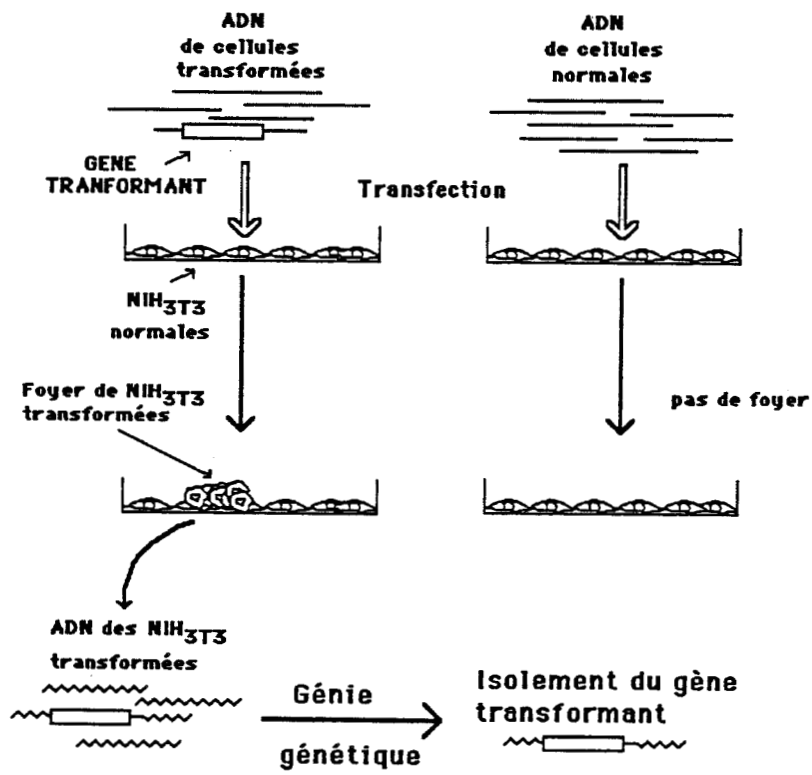 ADN
de cellules
transformées
ADN
de cellules
normales
GENE
TRANFORMANT
Transfection
NIH3T3
normales
Foyer de NIH3T3
transformées
pas de foyer
ADN des NIH3T3
transformées
Génie
génétique
Isolement du gène
transformant